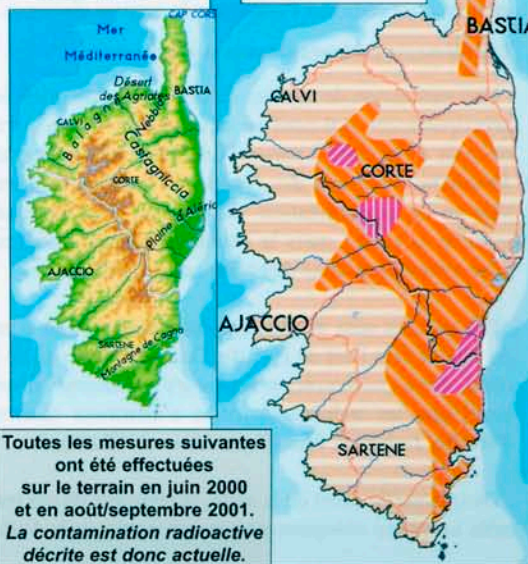 CAP CORSE
Mer
Méditerranée
Désert
des Agriates
BASTIA
Nebbio
CALVI
Balagne
Castagniccia
CORTE
Plaine d'Aléria
AJACCIO
SARTENE
Montagne de Cagna
BASTIA
CALVI
CORTE
AJACCIO
SARTENE
Toutes les mesures suivantes
ont été effectuées
sur le terrain en juin 2000
et en août/septembre 2001.
La contamination radioactive
décrite est donc actuelle.